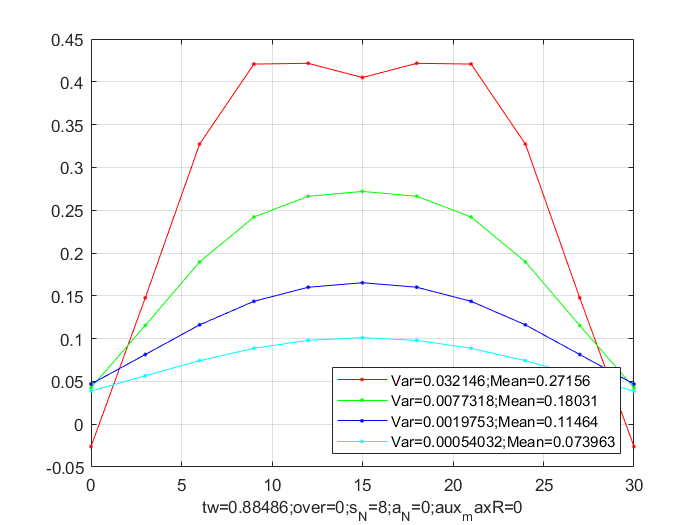 0.45
0.4
0.35
0.3
0.25
0.2
0.15
0.1
0.05
0
-0.05
0 5 10 15 20 25 30
Var=0.032146;Mean=0.27156
Var=0.0077318;Mean=0.18031
Var=0.0019753;Mean=0.11464
Var=0.00054032;Mean=0.073963
tw=0.88486;over=0;s_N=8;a_N=0;aux_maxR=0